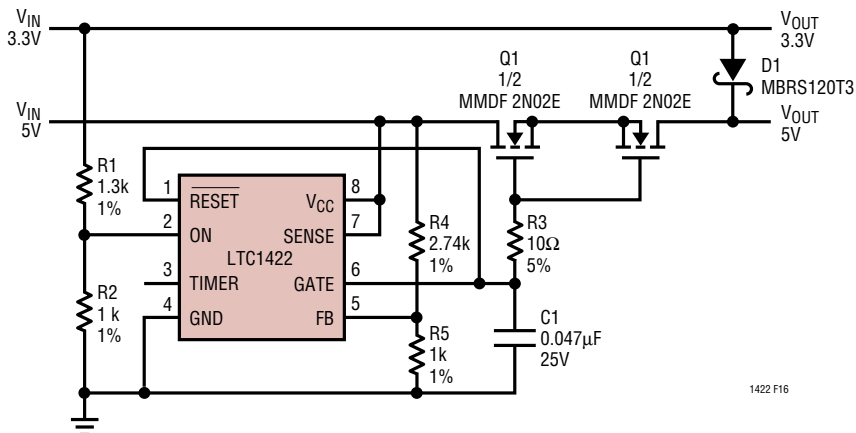 VIN
3.3V
VOUT
3.3V
Q1
1/2
MMDF 2N02E
Q1
1/2
MMDF 2N02E
D1
MBRS120T3
VIN
5V
VOUT
5V
R1
1.3k
1%
1
RESET
VCC
8
2
ON
SENSE
7
LTC1422
3
TIMER
GATE
6
4
GND
FB
5
R4
2.74k
1%
R3
10Ω
5%
R2
1 k
1%
R5
1k
1%
C1
0.047µF
25V
1422 F16